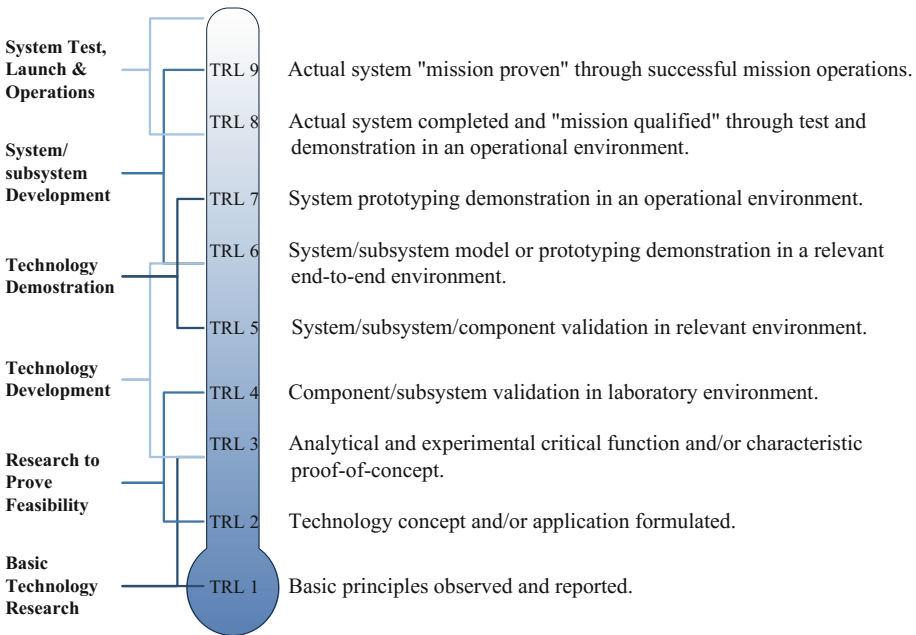 System Test,
Launch &
Operations
System/
subsystem
Development
Technology
Demostration
Technology
Development
Research to
Prove
Feasibility
Basic
Technology
Research
TRL 9
Actual system "mission proven" through successful mission operations.
TRL 8
Actual system completed and "mission qualified" through test and
demonstration in an operational environment.
TRL 7
System prototyping demonstration in an operational environment.
TRL 6
System/subsystem model or prototyping demonstration in a relevant
end-to-end environment.
TRL 5
System/subsystem/component validation in relevant environment.
TRL 4
Component/subsystem validation in laboratory environment.
TRL 3
Analytical and experimental critical function and/or characteristic
proof-of-concept.
TRL 2
Technology concept and/or application formulated.
TRL 1
Basic principles observed and reported.